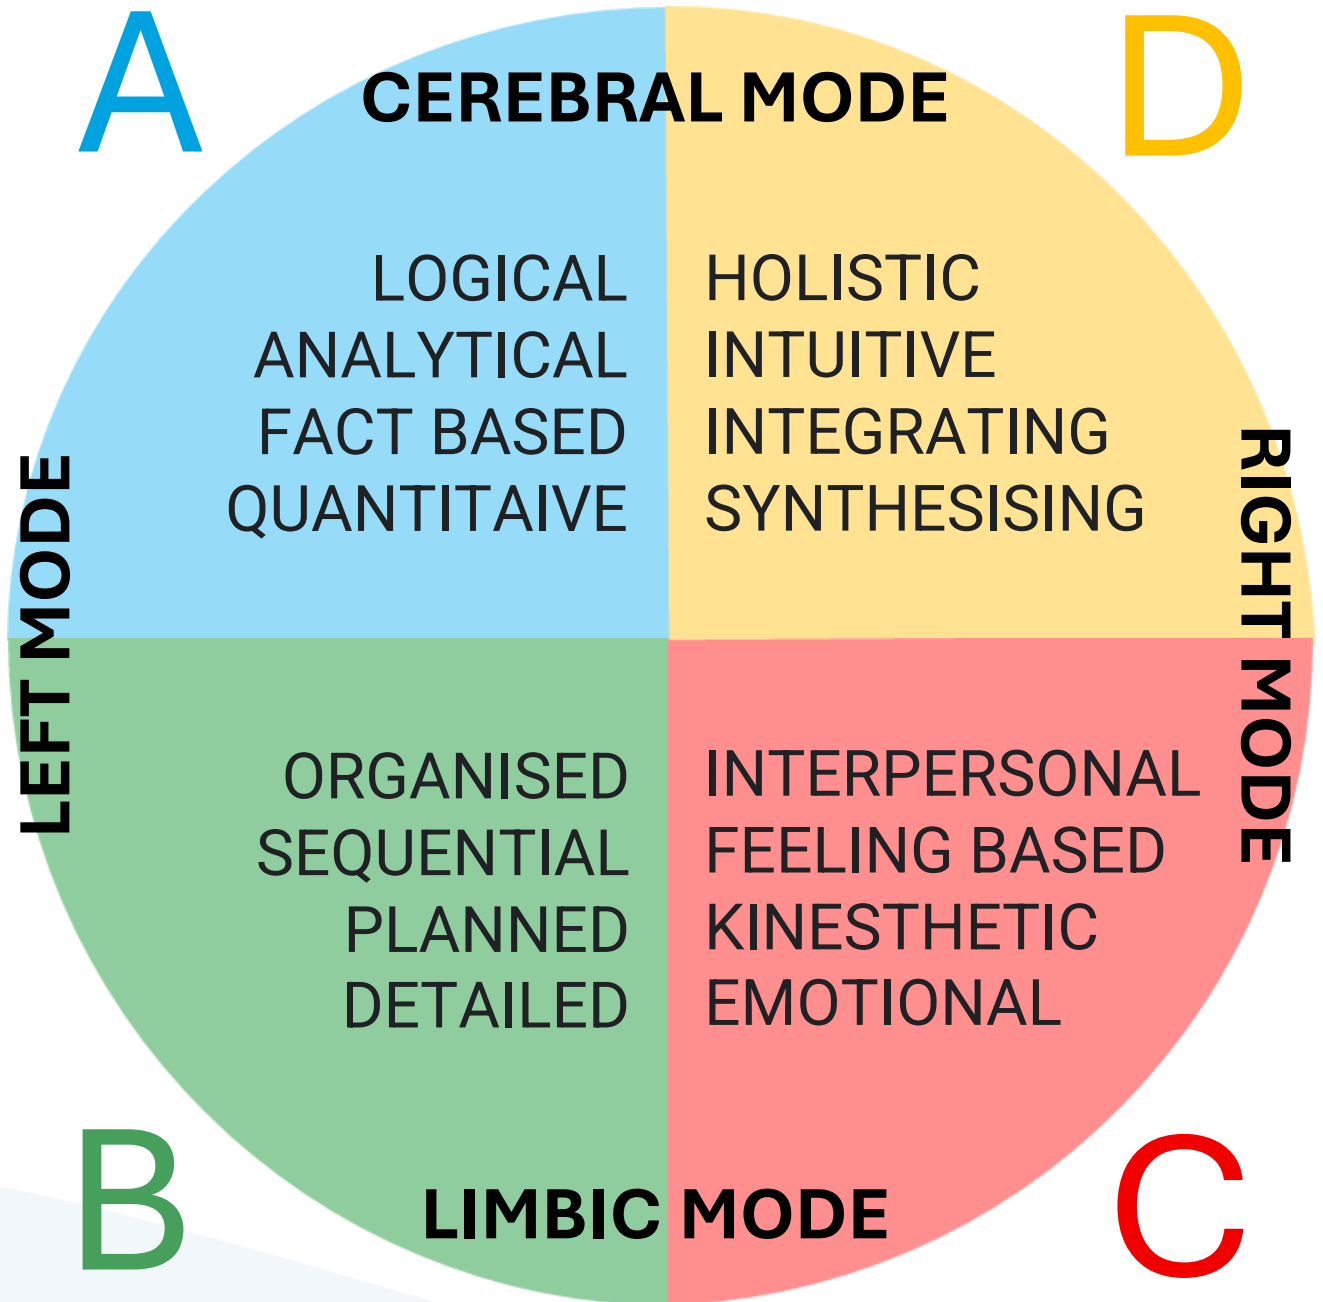 A
D
CEREBRAL MODE
LOGICAL
ANALYTICAL
FACT BASED
QUANTITAIVE
HOLISTIC
INTUITIVE
INTEGRATING
SYNTHESISING
LEFT MODE
RIGHT MODE
ORGANISED
SEQUENTIAL
PLANNED
DETAILED
INTERPERSONAL
FEELING BASED
KINESTHETIC
EMOTIONAL
B
LIMBIC MODE
C